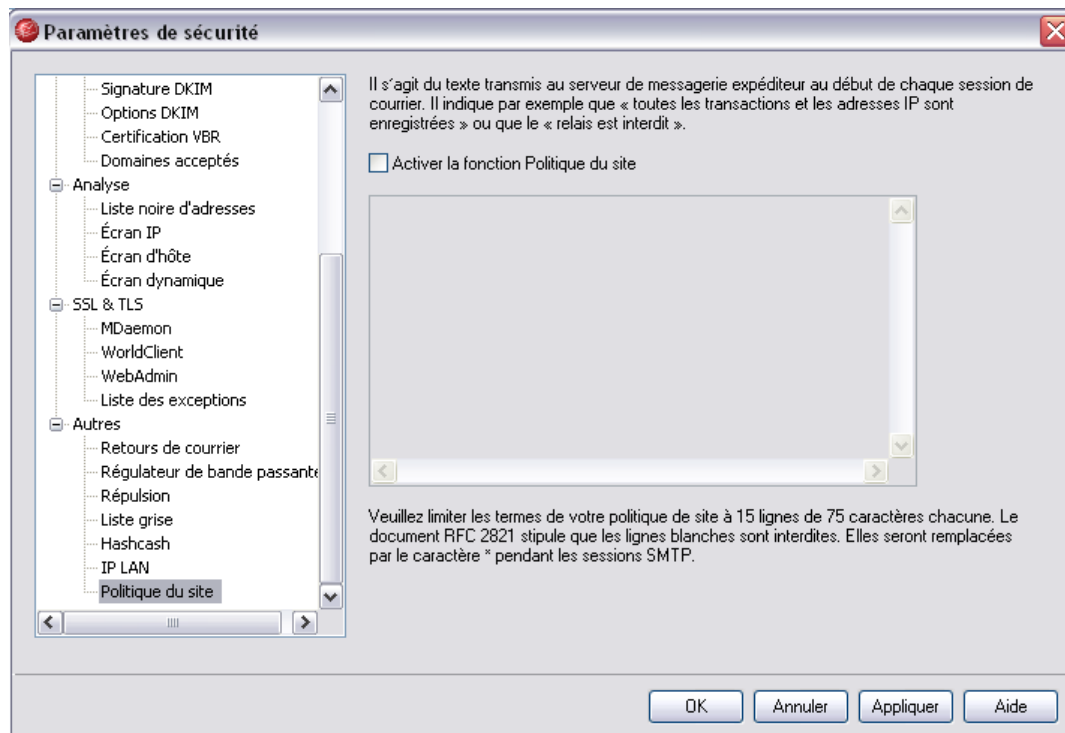 Paramètres de sécurité
Signature DKIM
Options DKIM
Certification VBR
Domaines acceptés
Analyse
Liste noire d'adresses
Écran IP
Écran d'hôte
Écran dynamique
SSL & TLS
MDaemon
WorldClient
WebAdmin
Liste des exceptions
Autres
Retours de courrier
Régulateur de bande passante
Répulsion
Liste grise
Hashcash
IP LAN
Politique du site
Il s'agit du texte transmis au serveur de messagerie expéditeur au début de chaque session de
courrier. Il indique par exemple que « toutes les transactions et les adresses IP sont
enregistrées » ou que le « relais est interdit ».
Activer la fonction Politique du site
Veuillez limiter les termes de votre politique de site à 15 lignes de 75 caractères chacune. Le
document RFC 2821 stipule que les lignes blanches sont interdites. Elles seront remplacées
par le caractère * pendant les sessions SMTP.
OK
Annuler
Appliquer
Aide